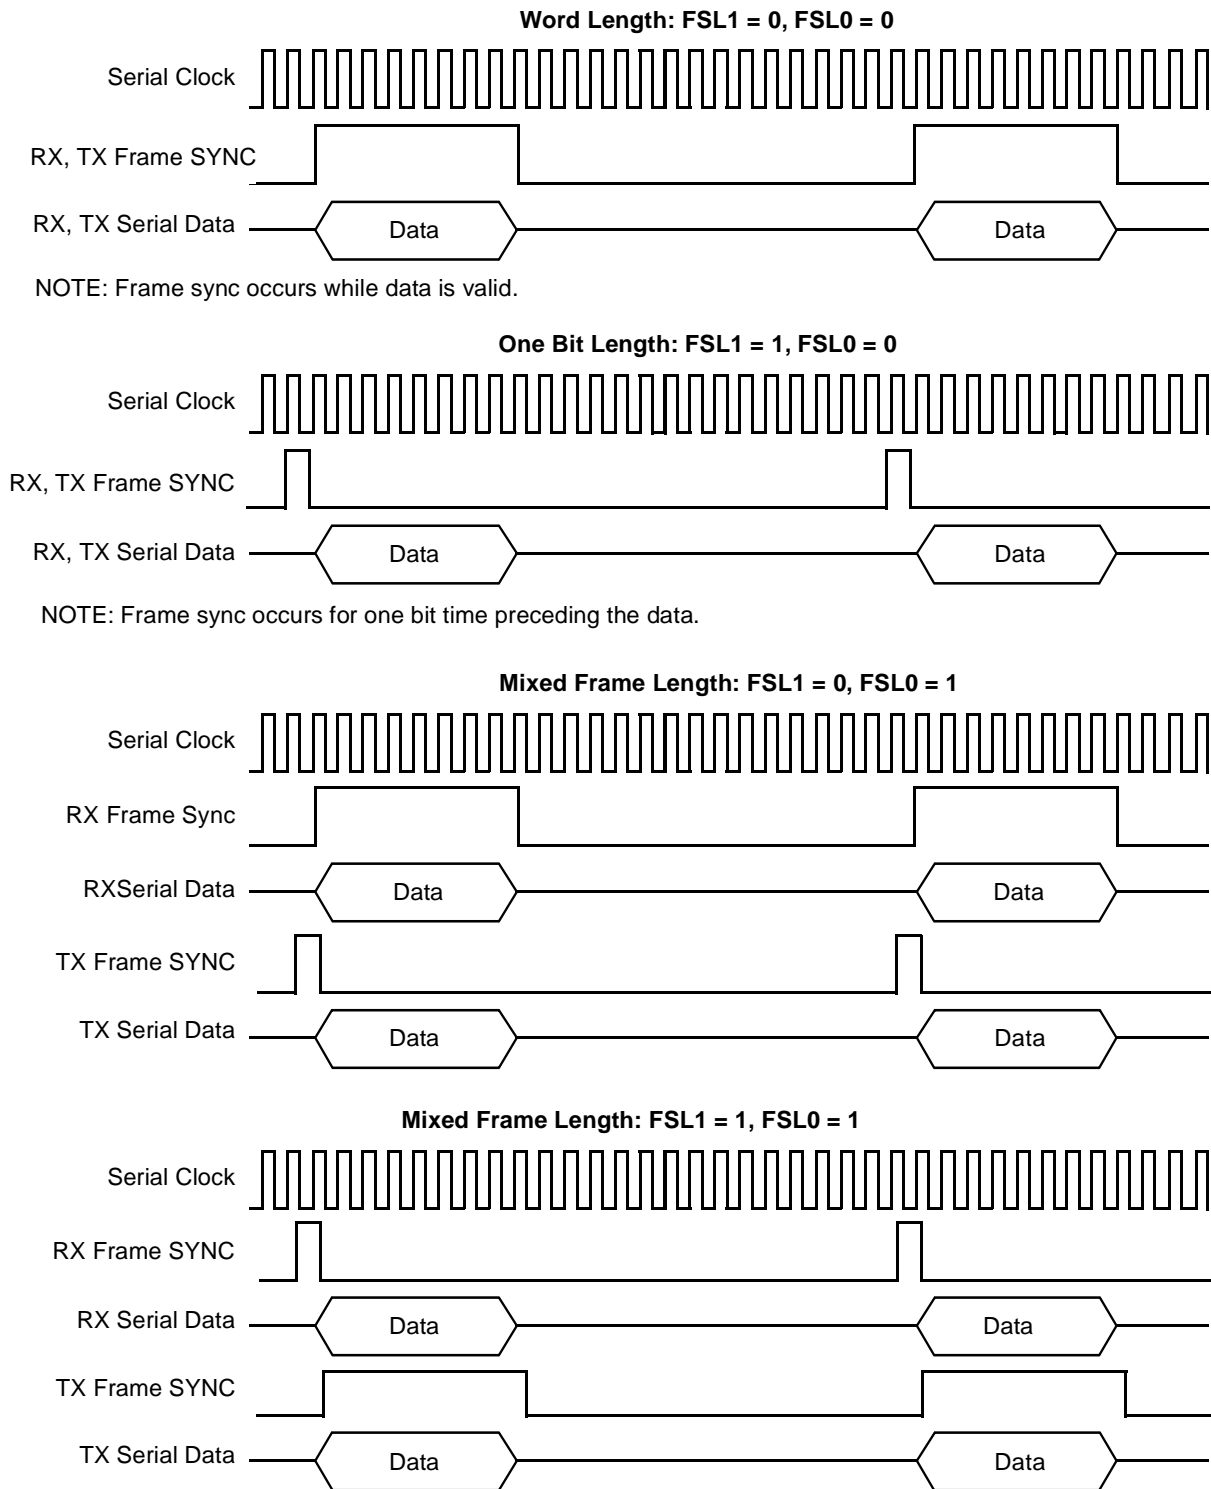 Word Length: FSL1 = 0, FSL0 = 0
Serial Clock
RX, TX Frame SYNC
RX, TX Serial Data
Data
Data
NOTE: Frame sync occurs while data is valid.
One Bit Length: FSL1 = 1, FSL0 = 0
Serial Clock
RX, TX Frame SYNC
RX, TX Serial Data
Data
Data
NOTE: Frame sync occurs for one bit time preceding the data.
Mixed Frame Length: FSL1 = 0, FSL0 = 1
Serial Clock
RX Frame Sync
RXSerial Data
Data
Data
TX Frame SYNC
TX Serial Data
Data
Data
Mixed Frame Length: FSL1 = 1, FSL0 = 1
Serial Clock
RX Frame SYNC
RX Serial Data
Data
Data
TX Frame SYNC
TX Serial Data
Data
Data